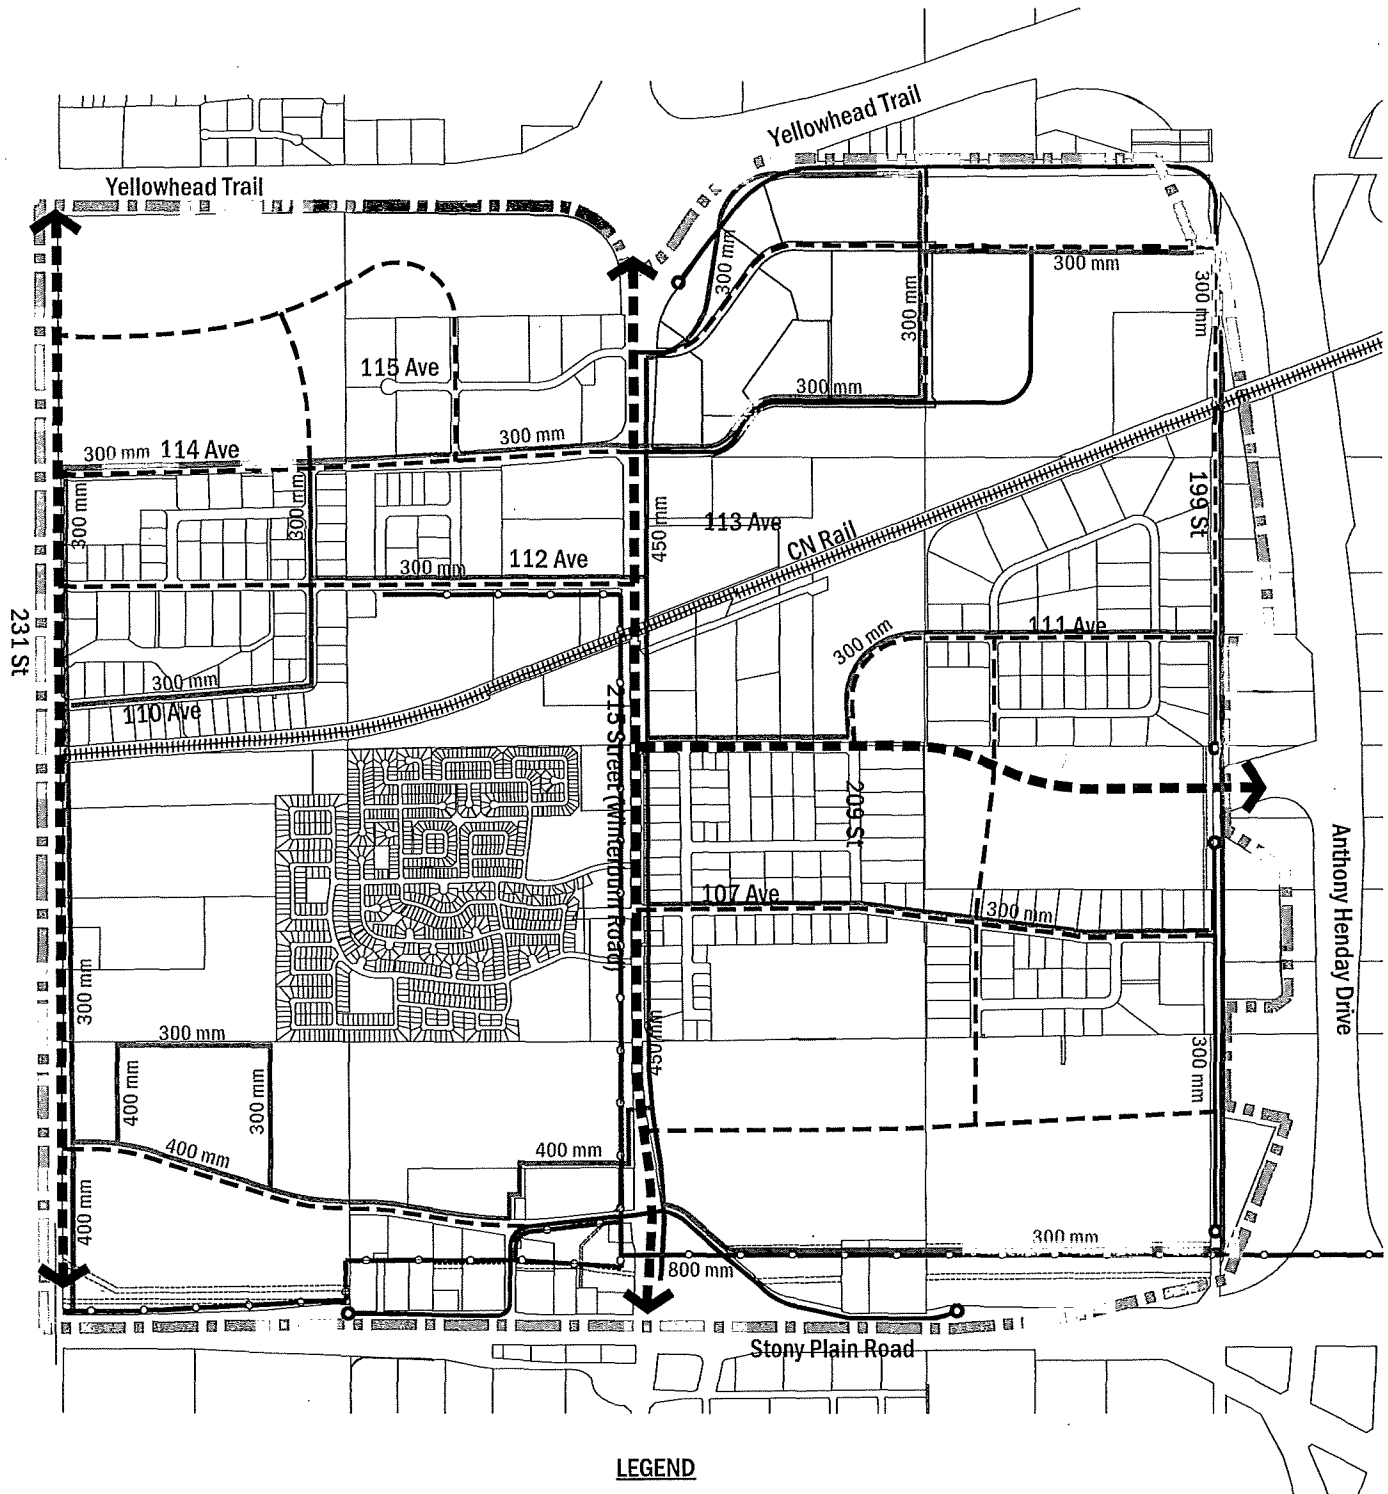 Yellowhead Trail
Yellowhead Trail
300 mm
300 mm
300 mm
300 mm
115 Ave
300 mm
300 mm
300 mm 114 Ave
300 mm
300 mm
450 mm
113 Ave
199 St
CN Rail
112 Ave
300 mm
231 St
111 Ave
300 mm
300 mm
110 Ave
215 Street (Winterburn Road)
209 St
Anthony Henday Drive
107 Ave
300 mm
300 mm
300 mm
450 mm
300 mm
400 mm
300 mm
400 mm
400 mm
400 mm
300 mm
800 mm
Stony Plain Road
LEGEND